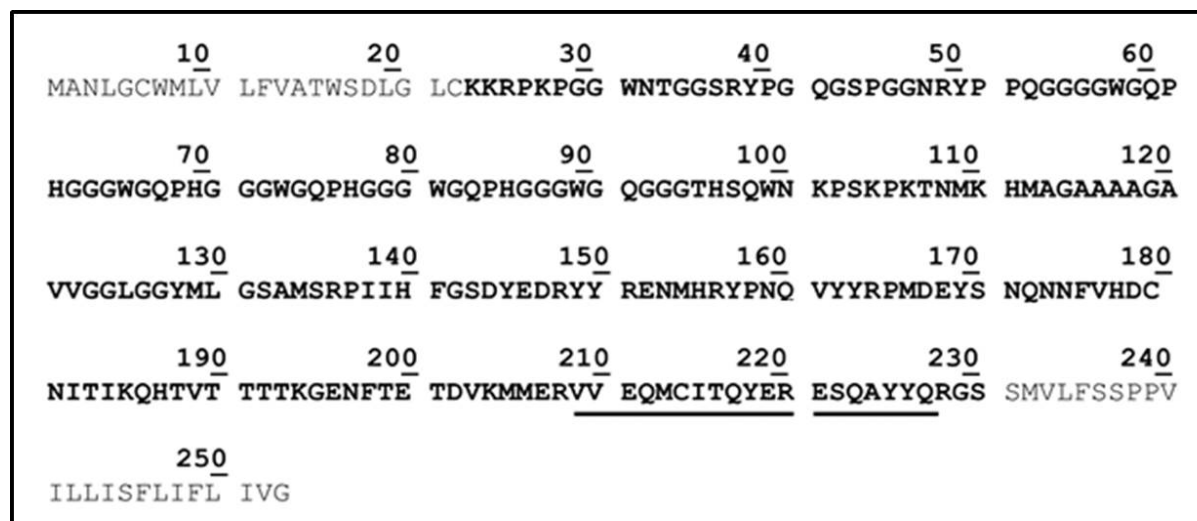 10 20 30 40 50 60
MANLGCWMLV LFVATWSDLG LCKKRPKPGG WNTGGSRYPG QGSPGGNRYP PQGGGGWGQP
70 80 90 100 110 120
HGGGWGQPHG GGWGQPHGGG WGQPHGGGWG QGGGTHSQWN KPSKPKTNMK HMAGAAAAGA
130 140 150 160 170 180
VVGGLGGYML GSAMSRPIIH FGSDYEDRYY RENMHRYPNQ VYYRPMDEYS NQNNFVHDC
190 200 210 220 230 240
NITIKQHTVT TTTKGENFTE TDVKMMERVV EQMCITQYER ESQAYYQRGS SMVLFSSPPV
250
ILLISFLIFL IVG